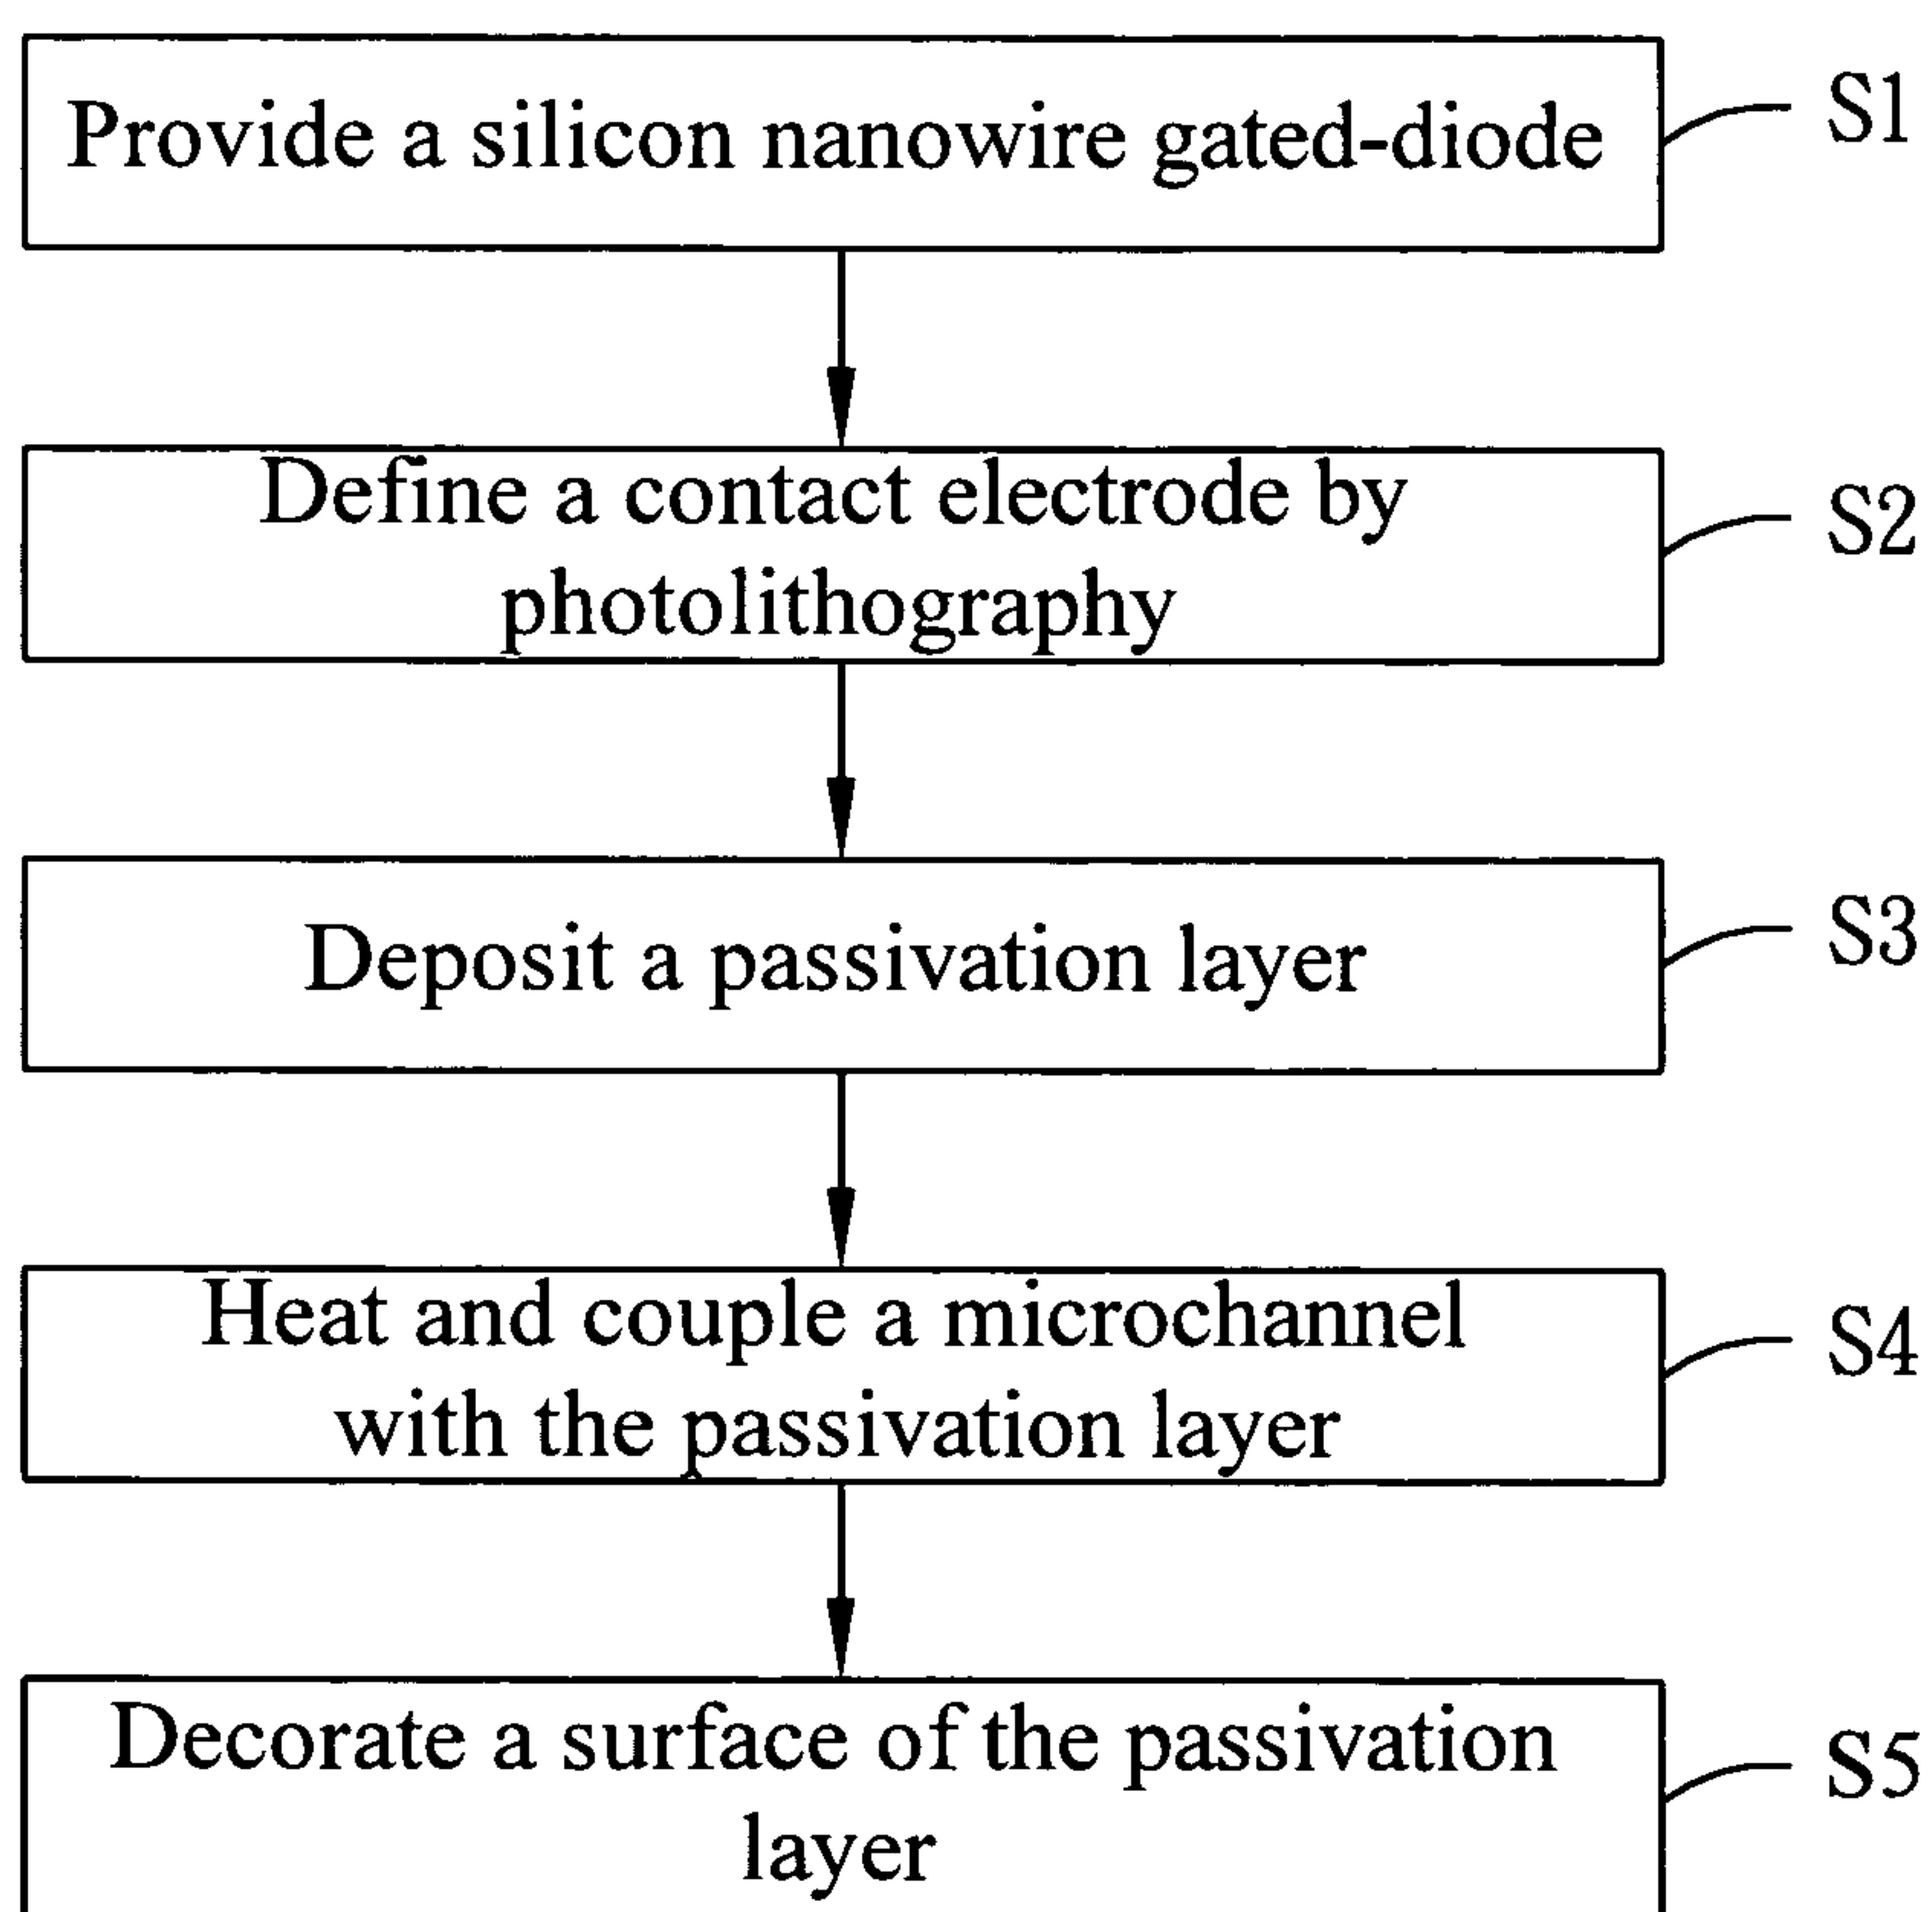 Provide a silicon nanowire gated-diode
S1
Define a contact electrode by
photolithography
S2
Deposit a passivation layer
S3
Heat and couple a microchannel
with the passivation layer
S4
Decorate a surface of the passivation
layer
S5